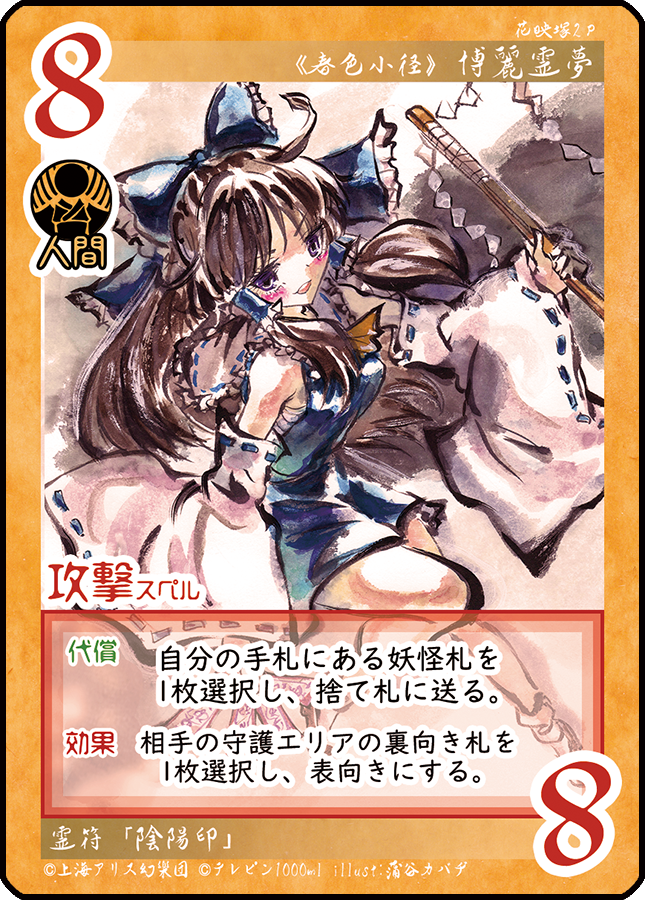 8
花映塚2P
《春色小径》 博麗霊夢
人間
攻撃スペル
代償 自分の手札にある妖怪札を
1枚選択し、捨て札に送る。
効果 相手の守護エリアの裏向き札を
1枚選択し、表向きにする。
8
霊符「陰陽印」
©上海アリス幻樂団 ©テレピン1000ml illust:蒲谷カバヂ